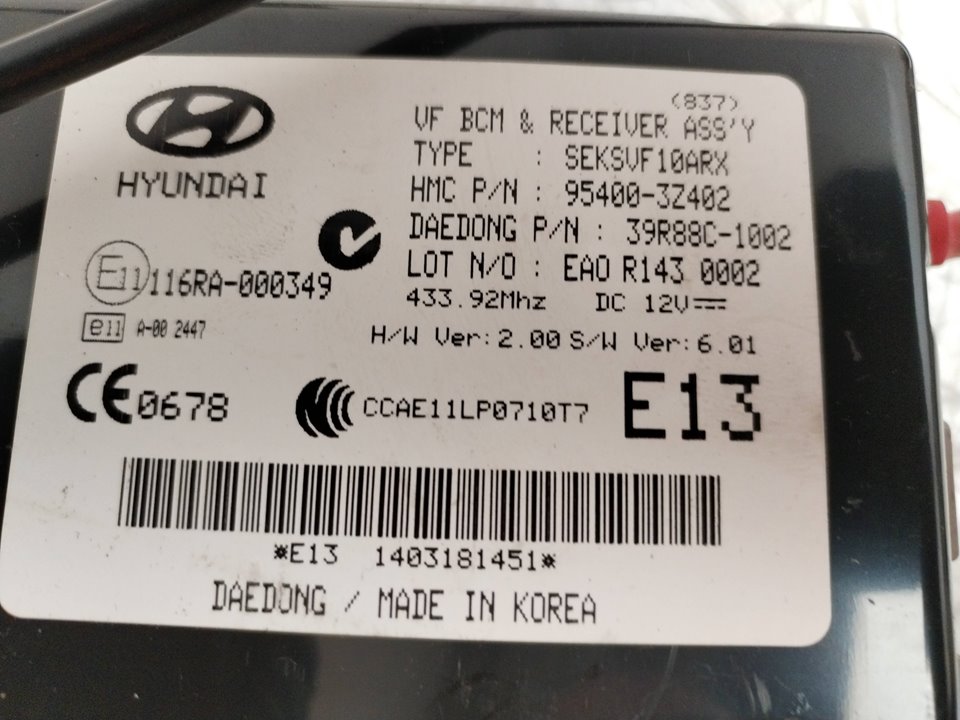 (837)
HYUNDAI
VF BCM & RECEIVER ASS'Y
TYPE : SEKSVF10ARX
HMC P/N : 95400-3Z402
DAEDONG P/N : 39R88C-1002
LOT N/O : EAO R143 0002
433.92Mhz DC 12V
H/W Ver:2.00 S/W Ver:6.01
E11 116RA-000349
e11 A-00 2447
CE0678
CCAE11LP0710T7
E13
*E13 1403181451*
DAEDONG / MADE IN KOREA